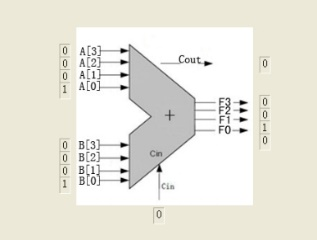 0 A[3]
0 A[2]
0 A[1]
1 A[0]
Cout 0
+
F3 0
F2 0
F1 1
F0 0
0 B[3]
0 B[2]
0 B[1]
1 B[0]
Cin
Cin
0